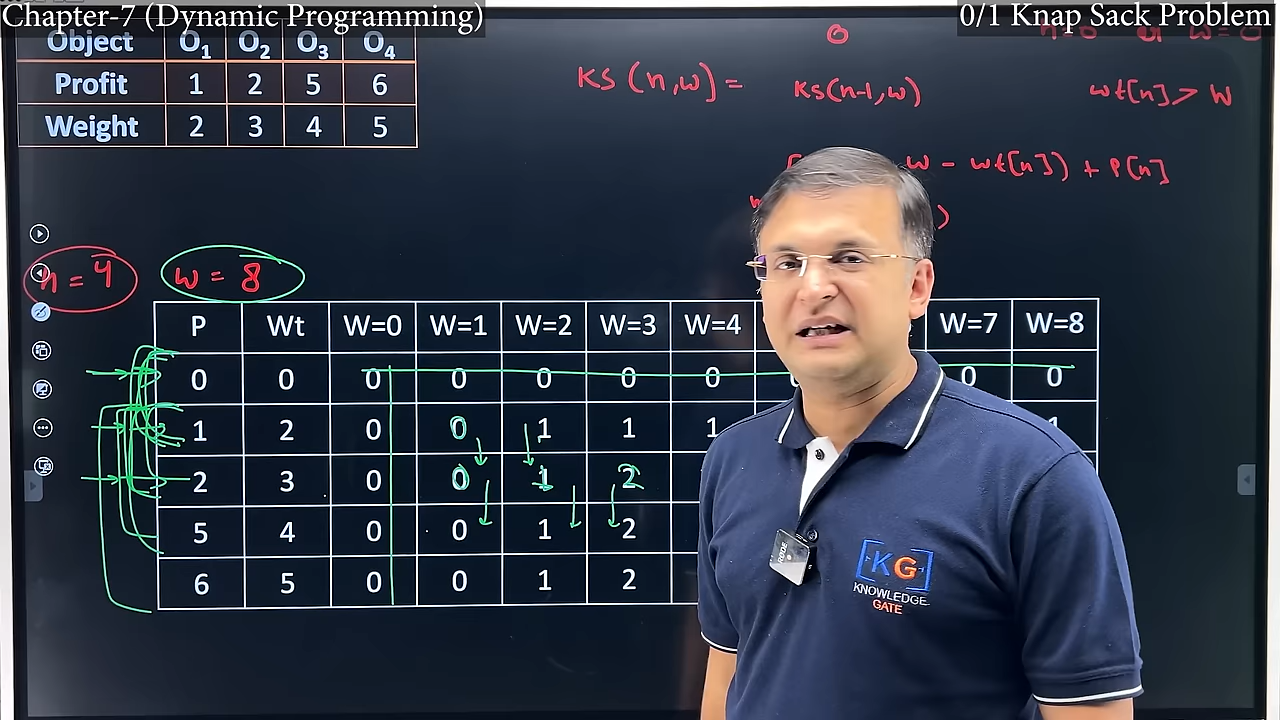 Chapter-7 (Dynamic Programming)
0/1 Knap Sack Problem
Object O1 O2 O3 O4
Profit 1 2 5 6
Weight 2 3 4 5
0
KS(n,w) = KS(n-1,w) wt[n] > W
w - wt[n]) + P[n]
)
n = 4 w = 8
P Wt W=0 W=1 W=2 W=3 W=4 W=7 W=8
0 0 0 0 0 0 0 0 0
1 2 0 0 1 1 1 1
2 3 0 0 1 2
5 4 0 0 1 2
6 5 0 0 1 2
KG
KNOWLEDGE
GATE